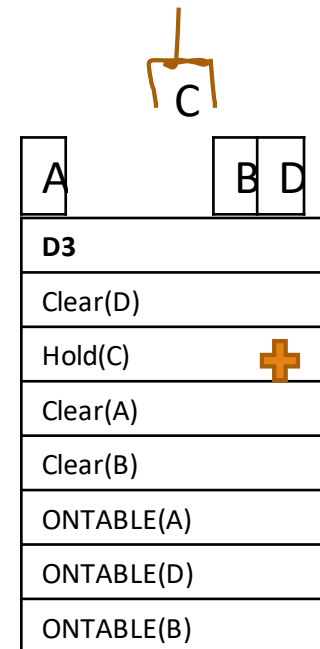 C
A B D
D3
Clear(D)
Hold(C)
Clear(A)
Clear(B)
ONTABLE(A)
ONTABLE(D)
ONTABLE(B)